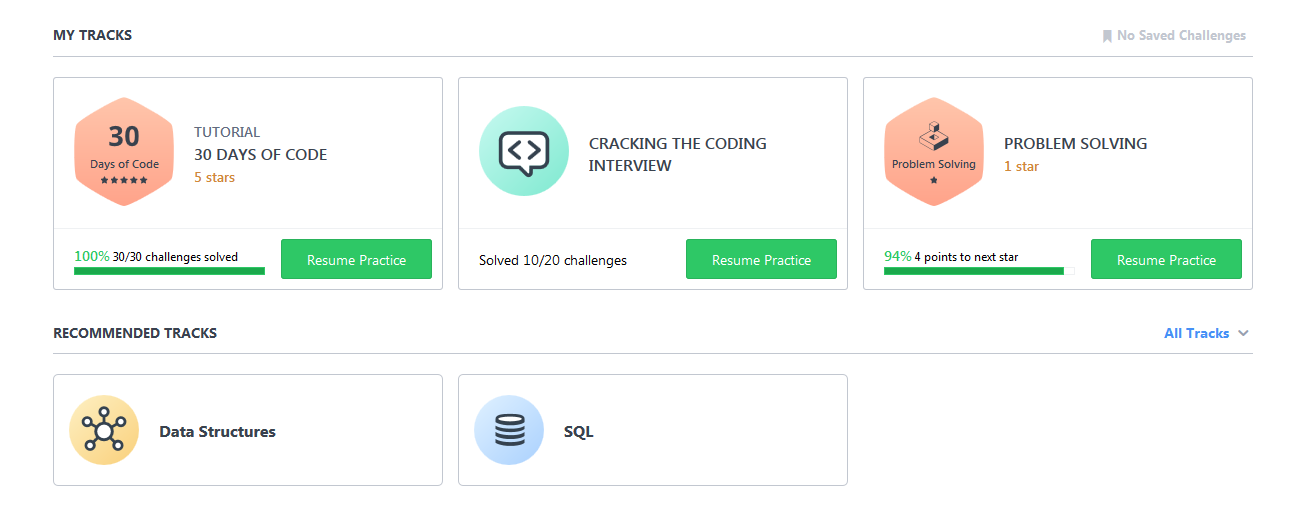 MY TRACKS
No Saved Challenges
30
Days of Code
TUTORIAL
30 DAYS OF CODE
5 stars
100% 30/30 challenges solved
Resume Practice
CRACKING THE CODING
INTERVIEW
Solved 10/20 challenges
Resume Practice
Problem Solving
PROBLEM SOLVING
1 star
94% 4 points to next star
Resume Practice
RECOMMENDED TRACKS
All Tracks
Data Structures
SQL